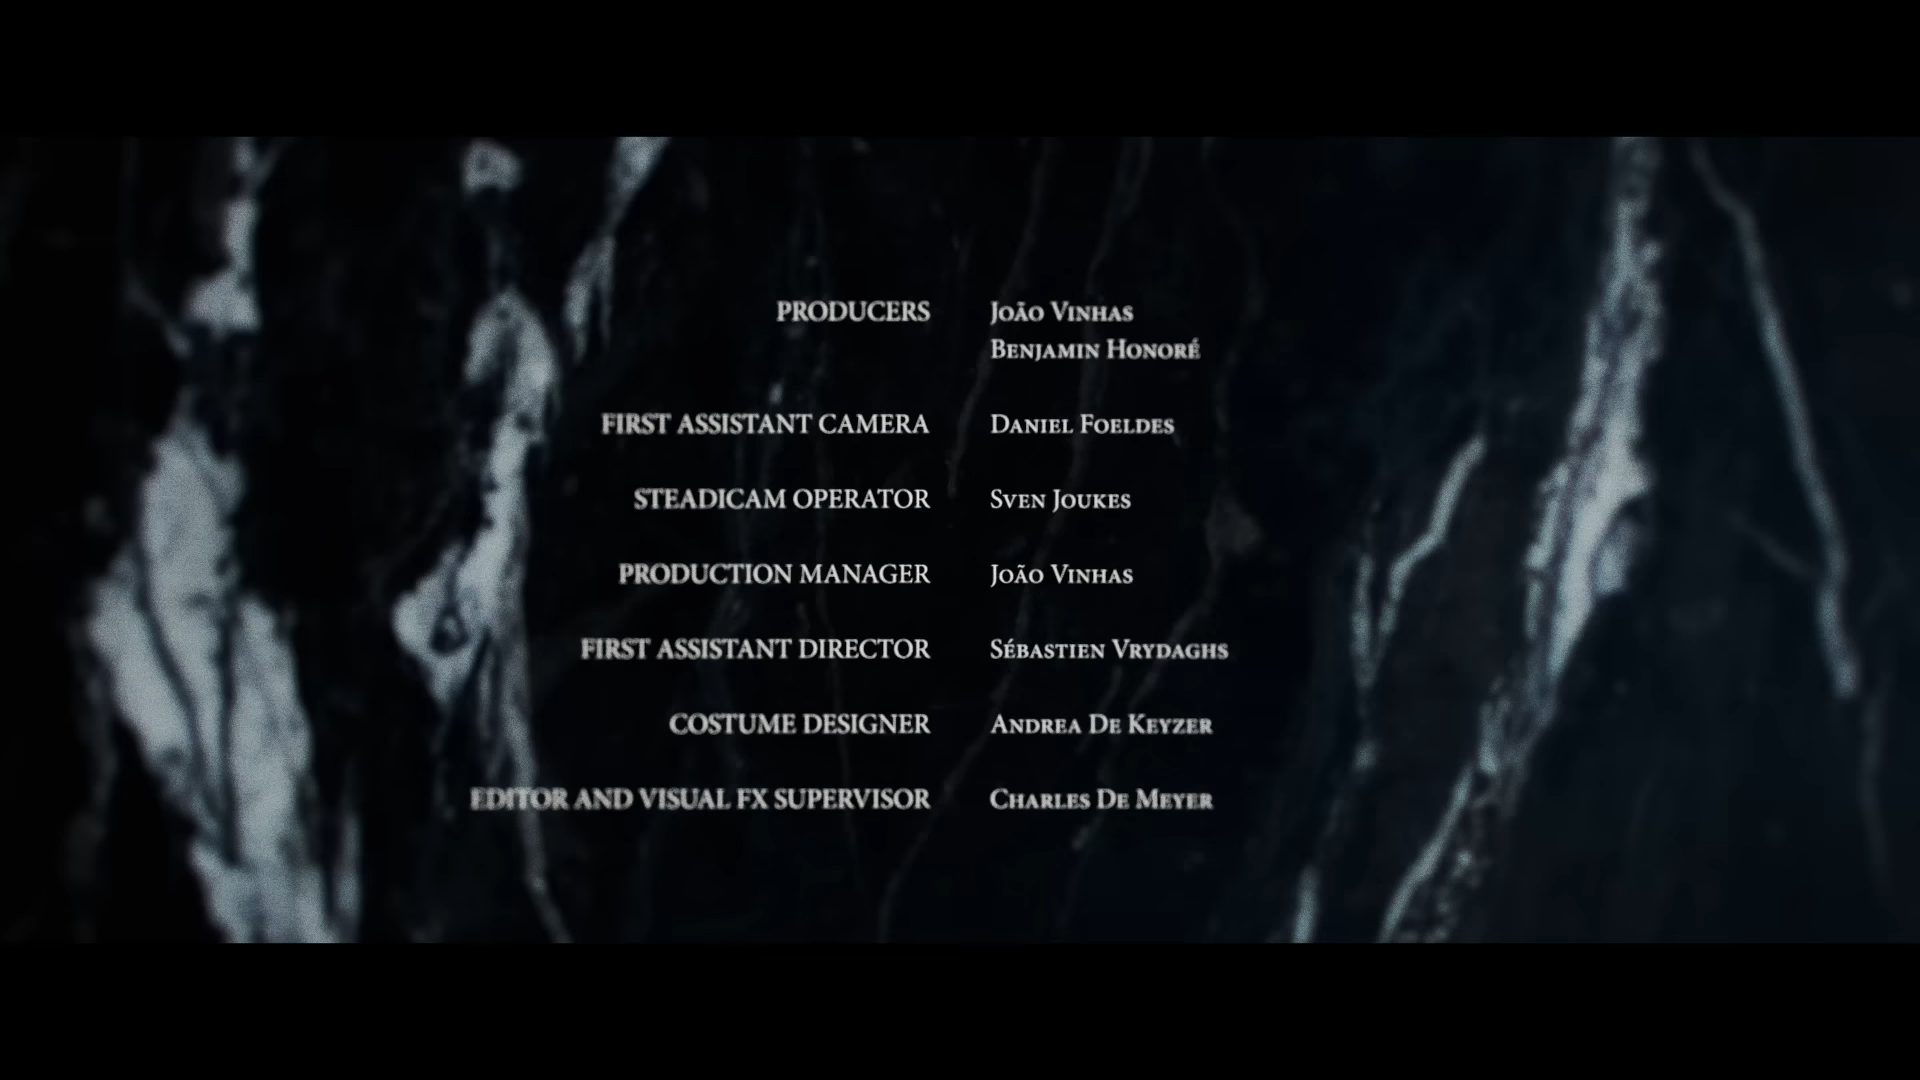 PRODUCERS João Vinhas
Benjamin Honoré
FIRST ASSISTANT CAMERA Daniel Foeldes
STEADICAM OPERATOR Sven Joukes
PRODUCTION MANAGER João Vinhas
FIRST ASSISTANT DIRECTOR Sébastien Vrydaghs
COSTUME DESIGNER Andrea De Keyzer
EDITOR AND VISUAL FX SUPERVISOR Charles De Meyer